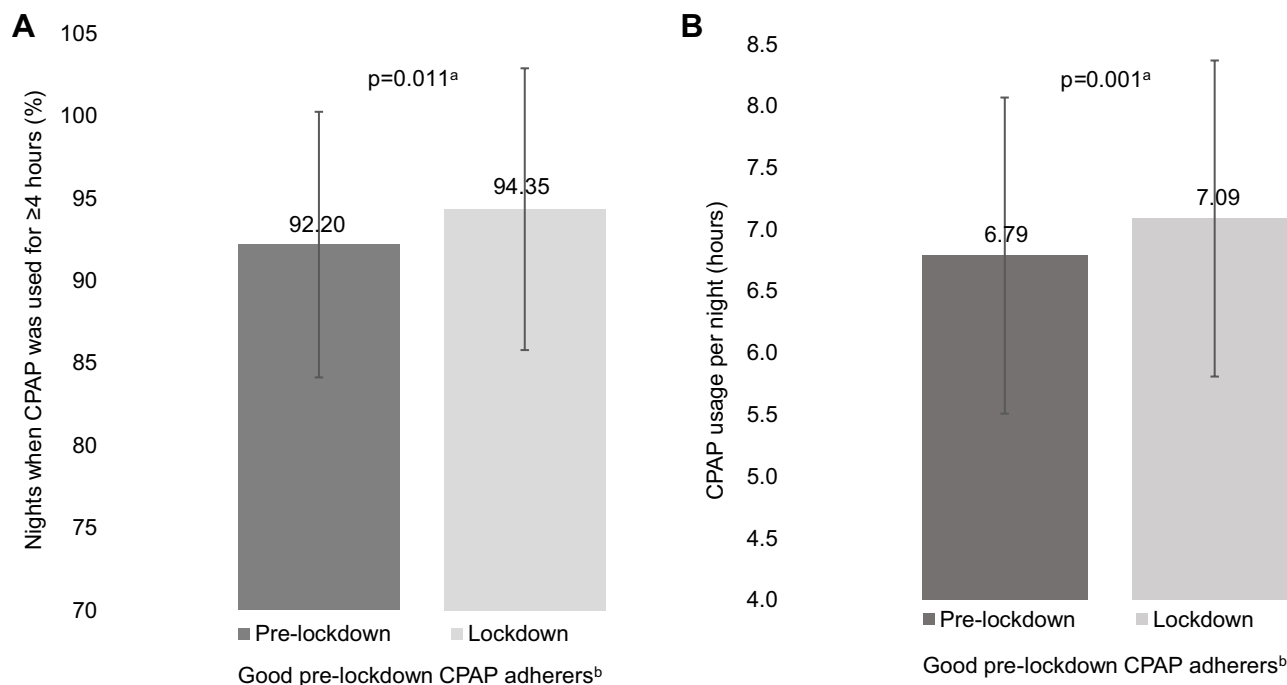 A
Nights when CPAP was used for ≥4 hours (%)
105
100
95
90
85
80
75
70
p=0.011ᵃ
92.20
94.35
Pre-lockdown
Lockdown
Good pre-lockdown CPAP adherersᵇ
B
CPAP usage per night (hours)
8.5
8.0
7.5
7.0
6.5
6.0
5.5
5.0
4.5
4.0
p=0.001ᵃ
6.79
7.09
Pre-lockdown
Lockdown
Good pre-lockdown CPAP adherersᵇ